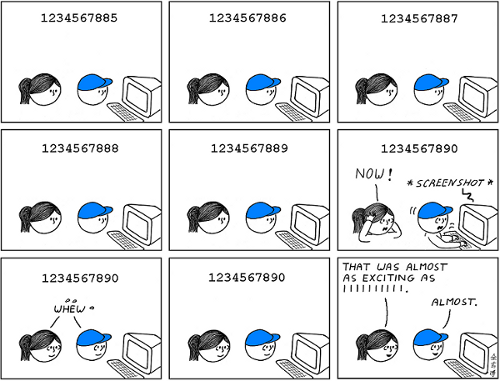 1234567885
1234567886
1234567887
1234567888
1234567889
1234567890
NOW!
*SCREENSHOT*
1234567890
WHEW
1234567890
THAT WAS ALMOST
AS EXCITING AS
1111111111.
ALMOST.